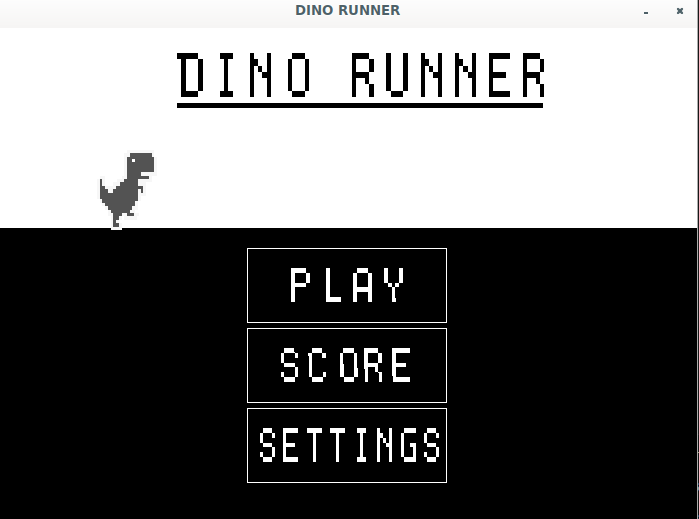 DINO RUNNER
DINO RUNNER
PLAY
SCORE
SETTINGS